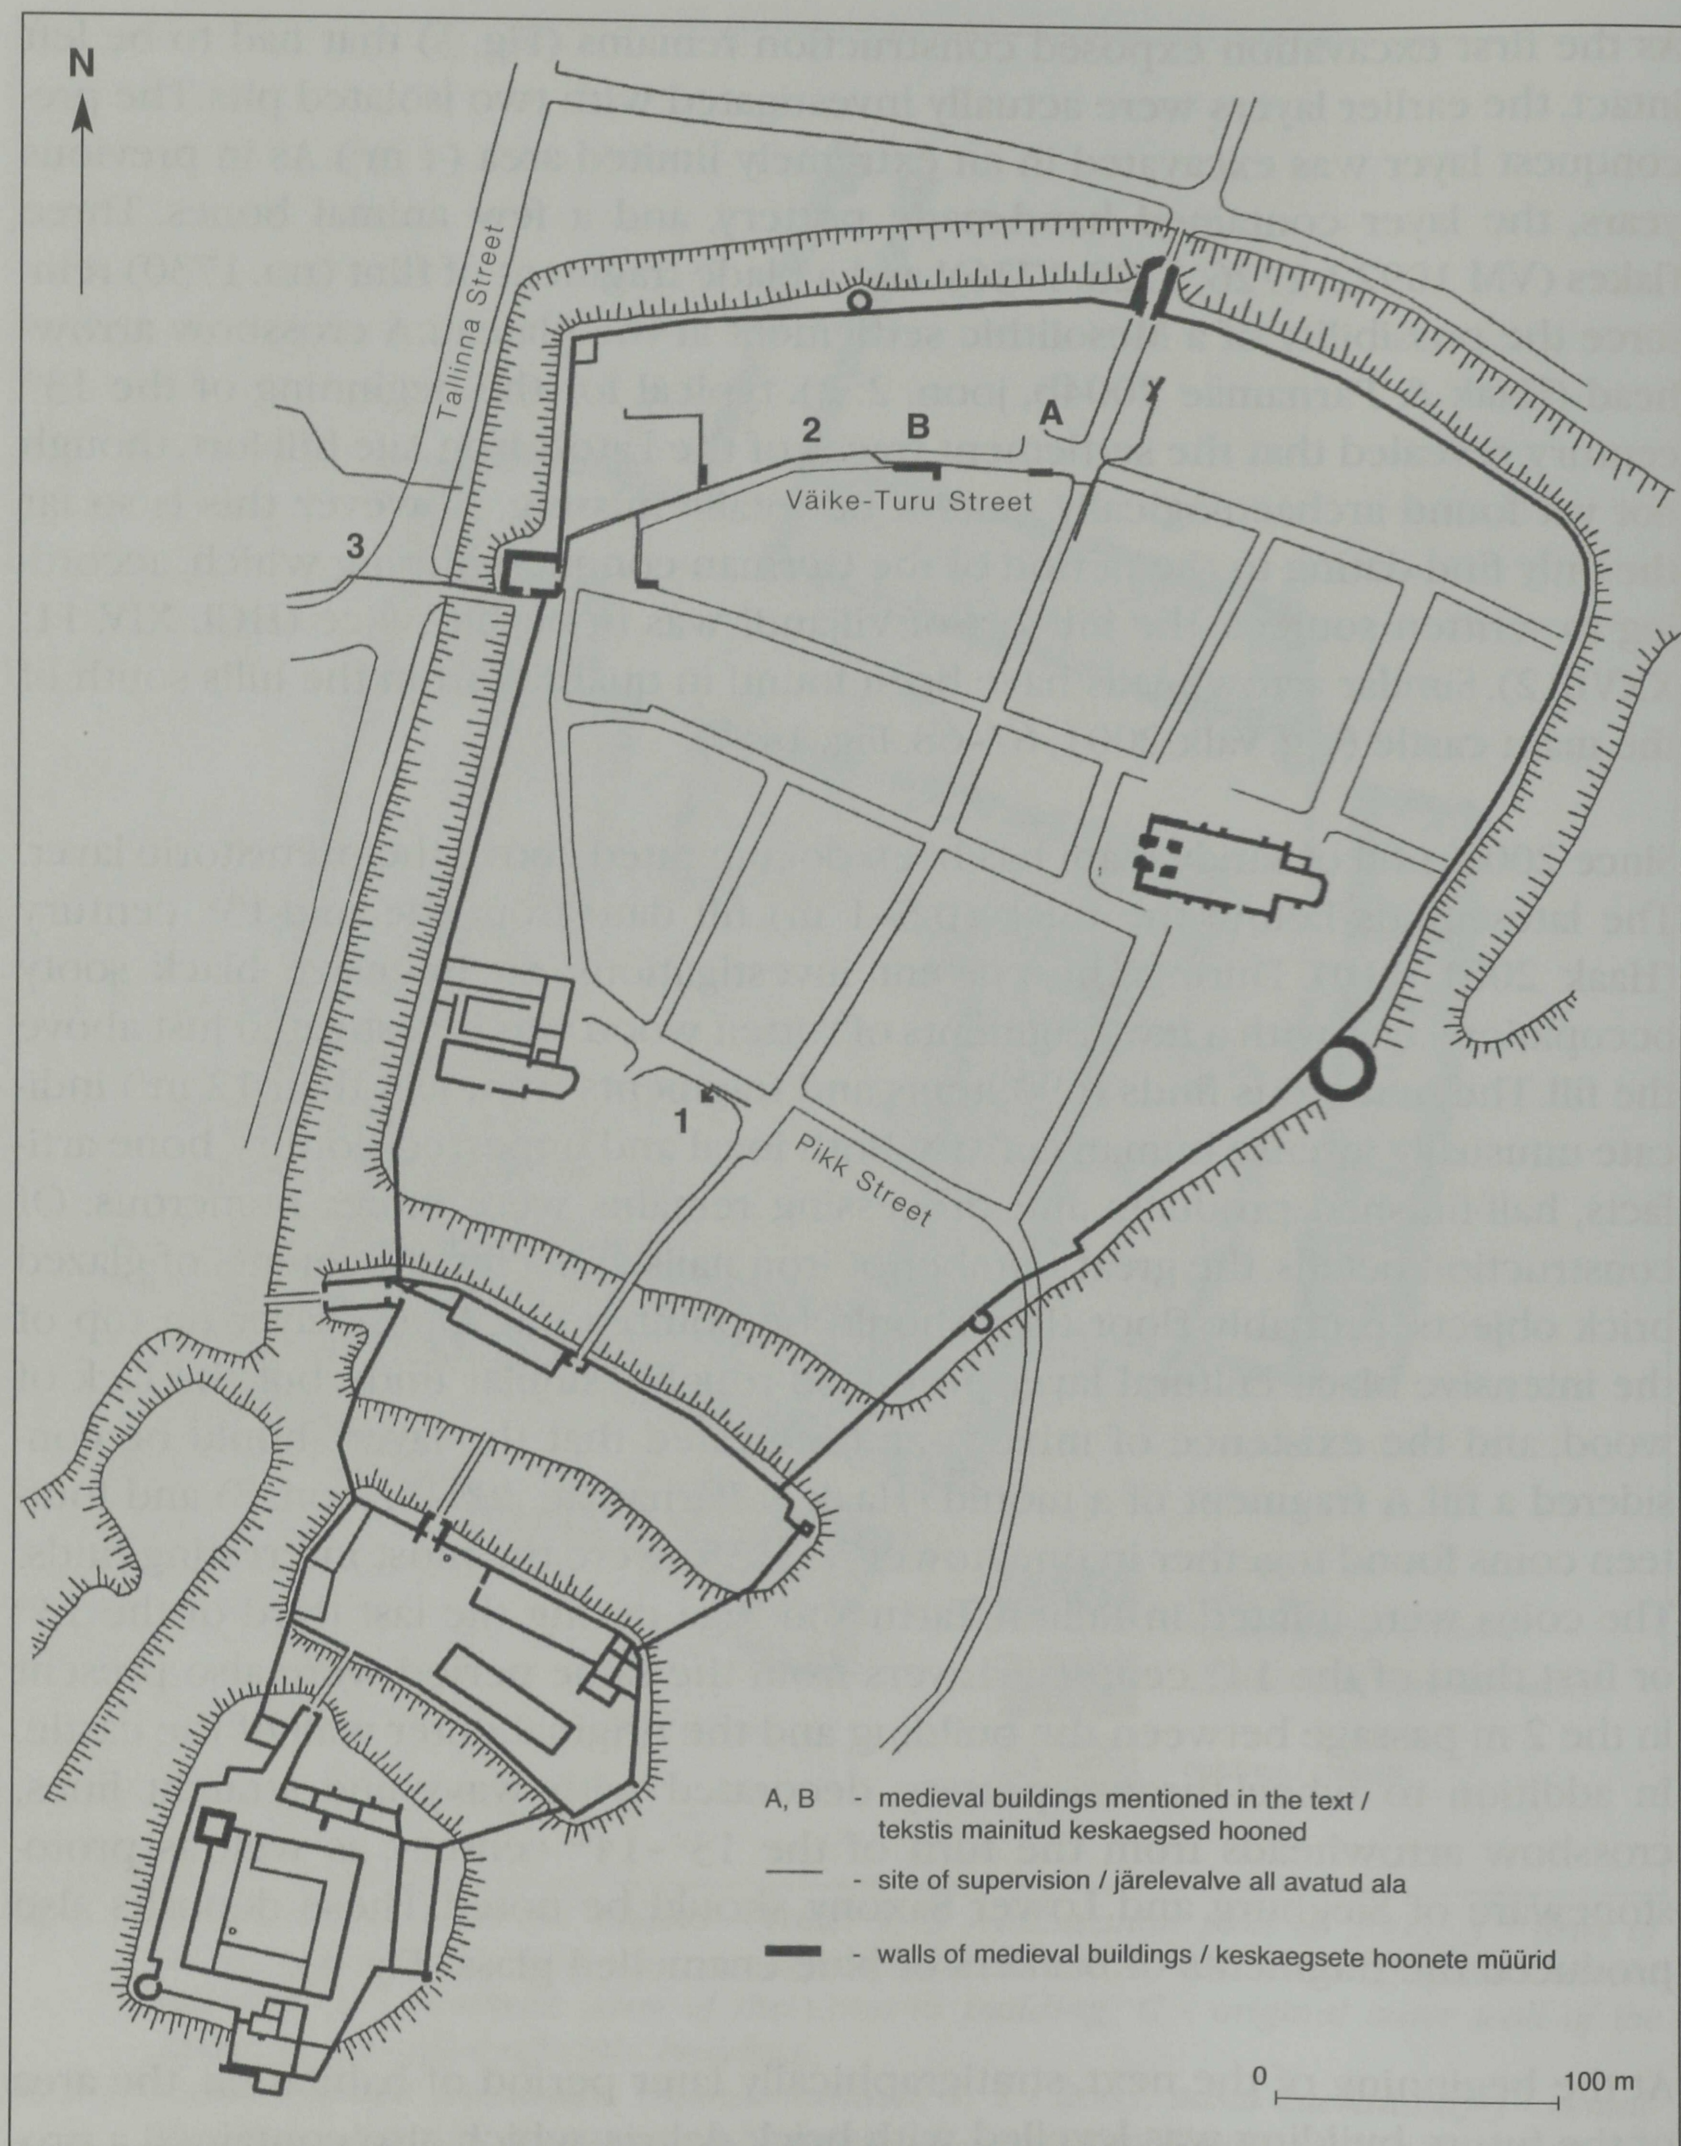 N
Tallinna Street
2
B
A
Väike-Turu Street
3
1
Pikk Street
A, B - medieval buildings mentioned in the text /
tekstis mainitud keskaegsed hooned
- site of supervision / järelevalve all avatud ala
- walls of medieval buildings / keskaegsete hoonete müürid
0 100 m